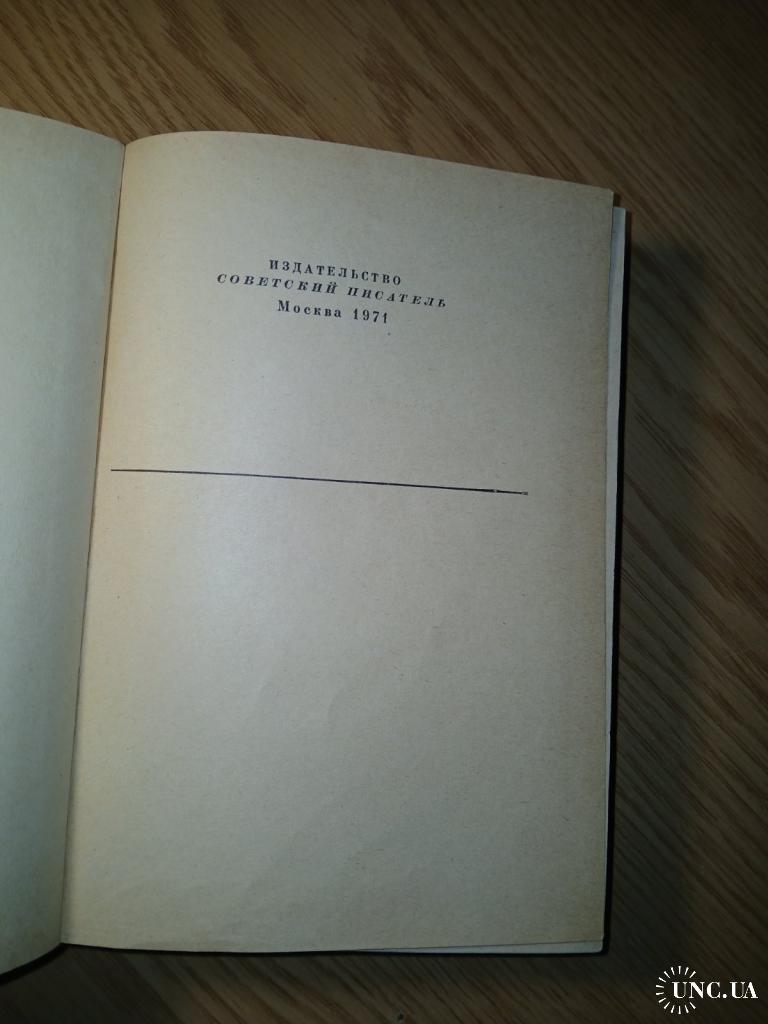 ИЗДАТЕЛЬСТВО
СОВЕТСКИЙ ПИСАТЕЛЬ
Москва 1971
UNC.UA